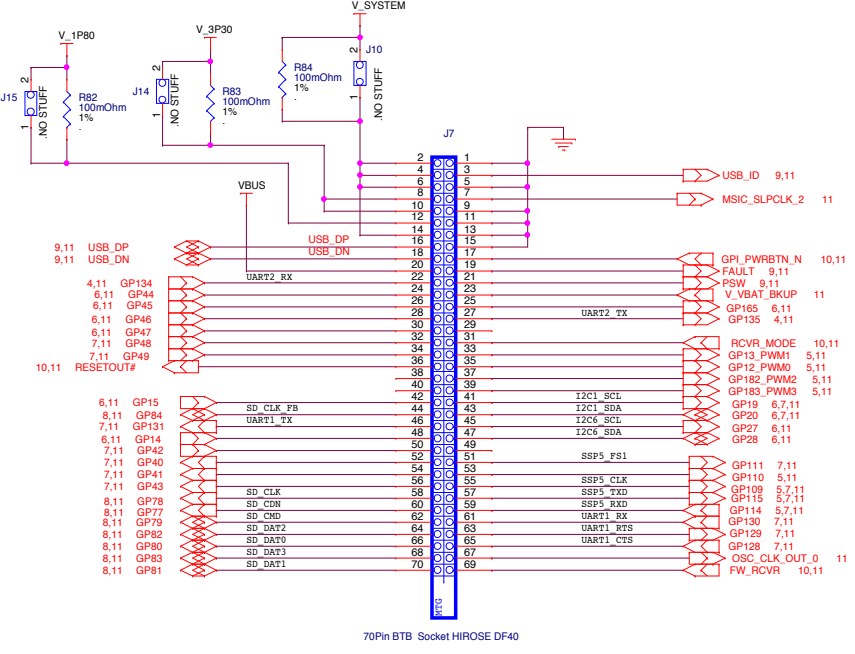 V_SYSTEM
V_3P30
V_1P80
2 J10
R84
100mOhm
1%
.
1 .NO STUFF
2
J14
1 .NO STUFF
R83
100mOhm
1%
.
2
J15
1 .NO STUFF
R82
100mOhm
1%
.
J7
VBUS
2 1
4 3 USB_ID 9,11
6 5
8 7 MSIC_SLPCLK_2 11
10 9
12 11
14 13
9,11 USB_DP USB_DP 16 15
9,11 USB_DN USB_DN 18 17 GPI_PWRBTN_N 10,11
20 19 FAULT 9,11
4,11 GP134 UART2_RX 22 21 PSW 9,11
6,11 GP44 24 23 V_VBAT_BKUP 11
6,11 GP45 26 25 GP165 6,11
6,11 GP46 28 27 UART2_TX GP135 4,11
6,11 GP47 30 29
7,11 GP48 32 31 RCVR_MODE 10,11
7,11 GP49 34 33 GP13_PWM1 5,11
10,11 RESETOUT# 36 35 GP12_PWM0 5,11
38 37 GP182_PWM2 5,11
40 39 GP183_PWM3 5,11
6,11 GP15 42 41 I2C1_SCL GP19 6,7,11
8,11 GP84 SD_CLK_FB 44 43 I2C1_SDA GP20 6,7,11
7,11 GP131 UART1_TX 46 45 I2C6_SCL GP27 6,11
6,11 GP14 48 47 I2C6_SDA GP28 6,11
7,11 GP42 50 49
7,11 GP40 52 51 SSP5_FS1 GP111 7,11
7,11 GP41 54 53 GP110 5,11
7,11 GP43 56 55 SSP5_CLK GP109 5,7,11
8,11 GP78 SD_CLK 58 57 SSP5_TXD GP115 5,7,11
8,11 GP77 SD_CDN 60 59 SSP5_RXD GP114 5,7,11
8,11 GP79 SD_CMD 62 61 UART1_RX GP130 7,11
8,11 GP82 SD_DAT2 64 63 UART1_RTS GP129 7,11
8,11 GP80 SD_DAT0 66 65 UART1_CTS GP128 7,11
8,11 GP83 SD_DAT3 68 67 OSC_CLK_OUT_0 11
8,11 GP81 SD_DAT1 70 69 FW_RCVR 10,11
MTG
70Pin BTB Socket HIROSE DF40